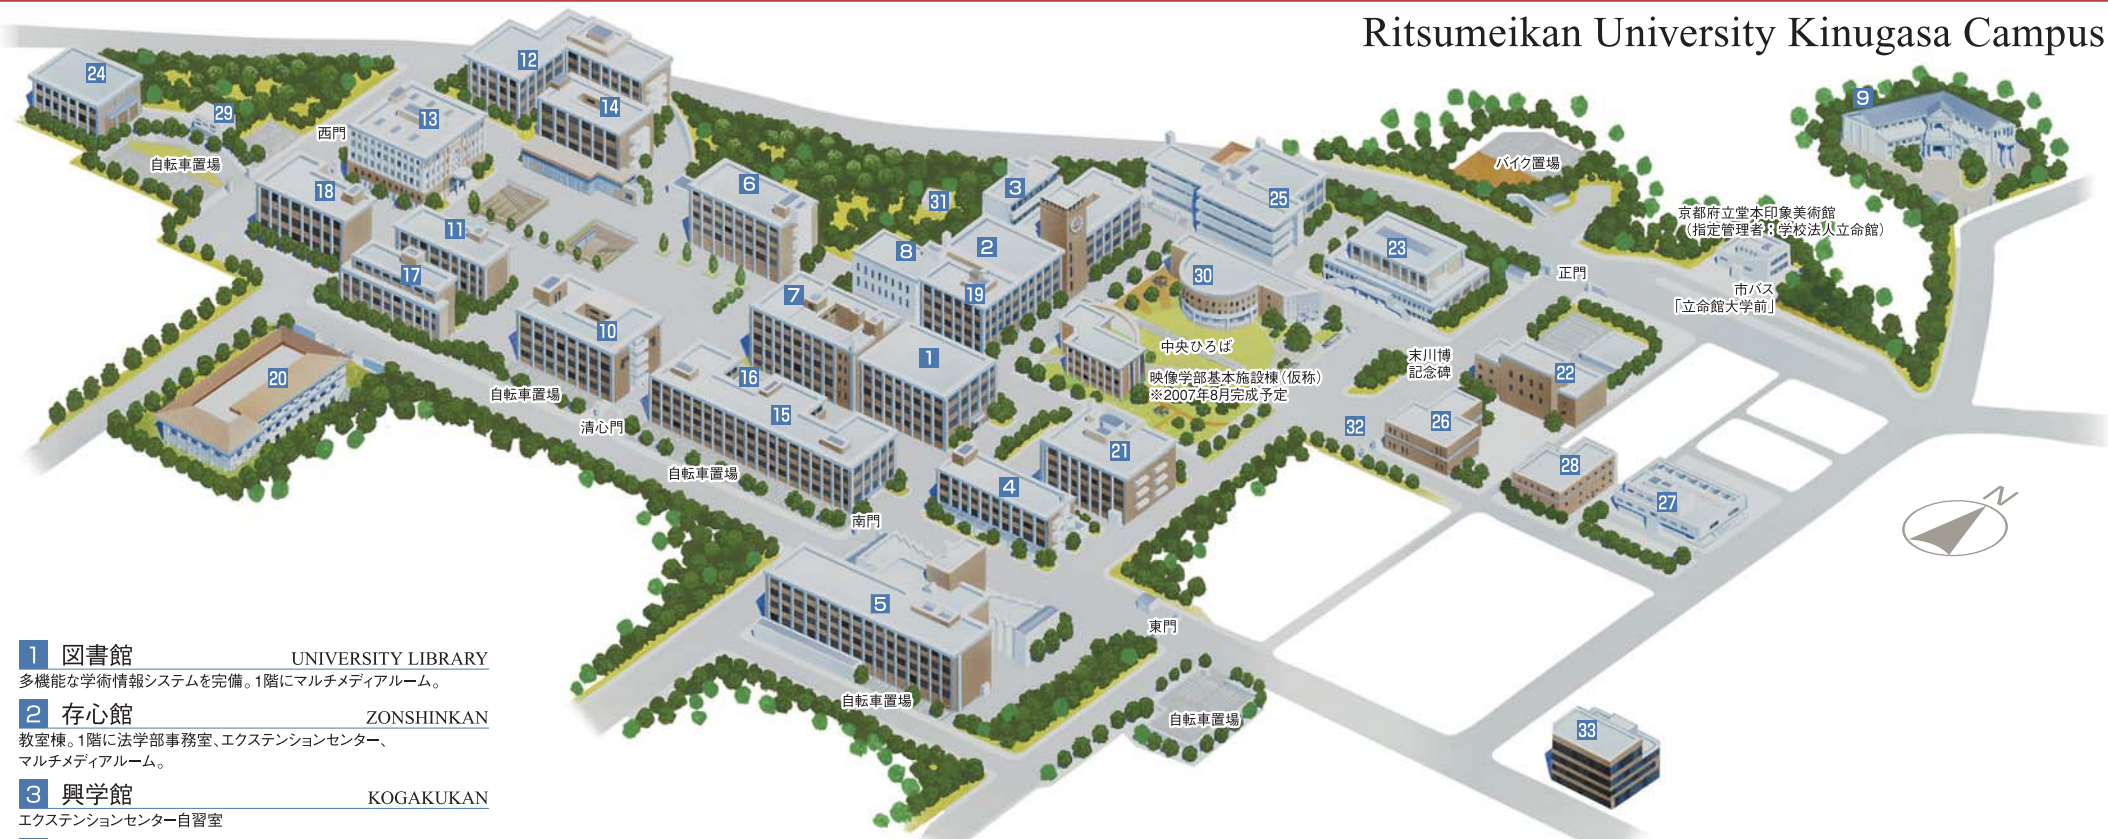 Ritsumeikan University Kinugasa Campus
12
24
9
14
29
13
西門
自転車置場
バイク置場
18
6
3
31
25
京都府立堂本印象美術館
（指定管理者：学校法人立命館）
11
8
2
23
17
30
正門
7
19
市バス
「立命館大学前」
10
1
中央ひろば
末川博
記念碑
20
16
映像学部基本施設棟（仮称）
※2007年8月完成予定
22
自転車置場
15
26
清心門
32
21
28
自転車置場
4
27
N
南門
5
東門
自転車置場
自転車置場
33
1 図書館 UNIVERSITY LIBRARY
多機能な学術情報システムを完備。1階にマルチメディアルーム。
2 存心館 ZONSHINKAN
教室棟。1階に法学部事務室、エクステンションセンター、
マルチメディアルーム。
3 興学館 KOGAKUKAN
エクステンションセンター自習室